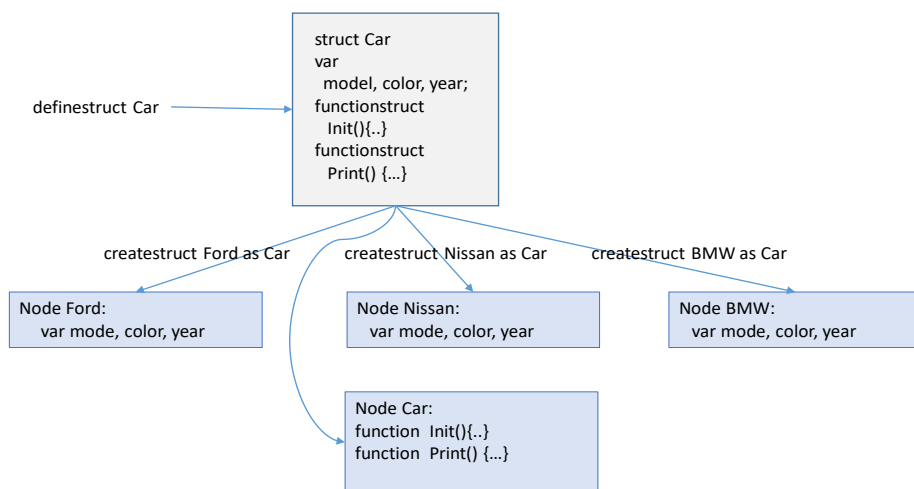 struct Car
var
model, color, year;
functionstruct
Init(){..}
functionstruct
Print() {…}
definestruct Car
createstruct Ford as Car
createstruct Nissan as Car
createstruct BMW as Car
Node Ford:
var mode, color, year
Node Nissan:
var mode, color, year
Node BMW:
var mode, color, year
Node Car:
function Init(){..}
function Print() {…}